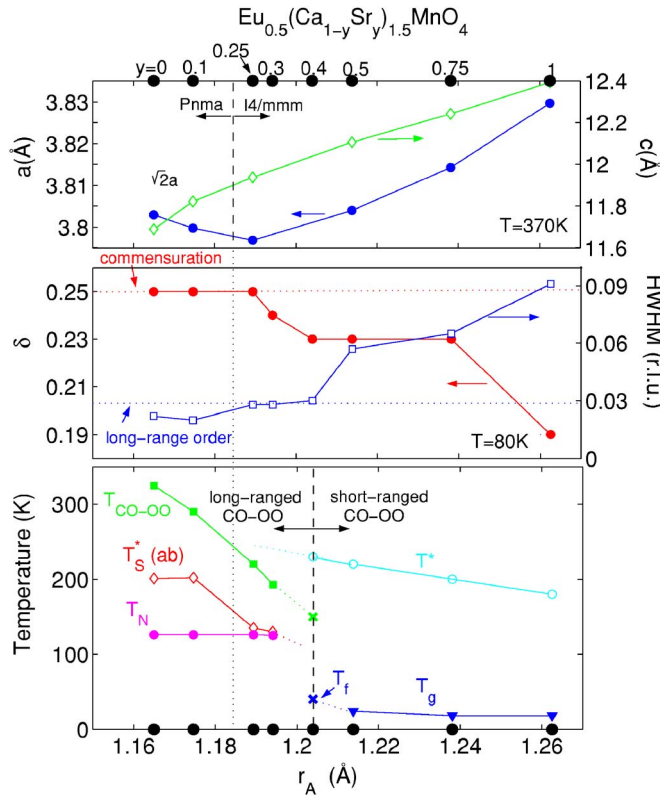 Eu0.5(Ca1-ySry)1.5MnO4
y=0 0.1 0.25 0.3 0.4 0.5 0.75 1
Pnma I4/mmm
√2a
T=370K
a(Å)
3.83
3.82
3.81
3.8
c(Å)
12.4
12.2
12
11.8
11.6
commensuration
long-range order
T=80K
δ
0.25
0.23
0.21
0.19
HWHM (r.l.u.)
0.09
0.06
0.03
0
long-ranged short-ranged
CO-OO CO-OO
TCO-OO
TS* (ab)
TN
T*
Tf
Tg
Temperature (K)
300
200
100
0
1.16 1.18 1.2 1.22 1.24 1.26
rA (Å)